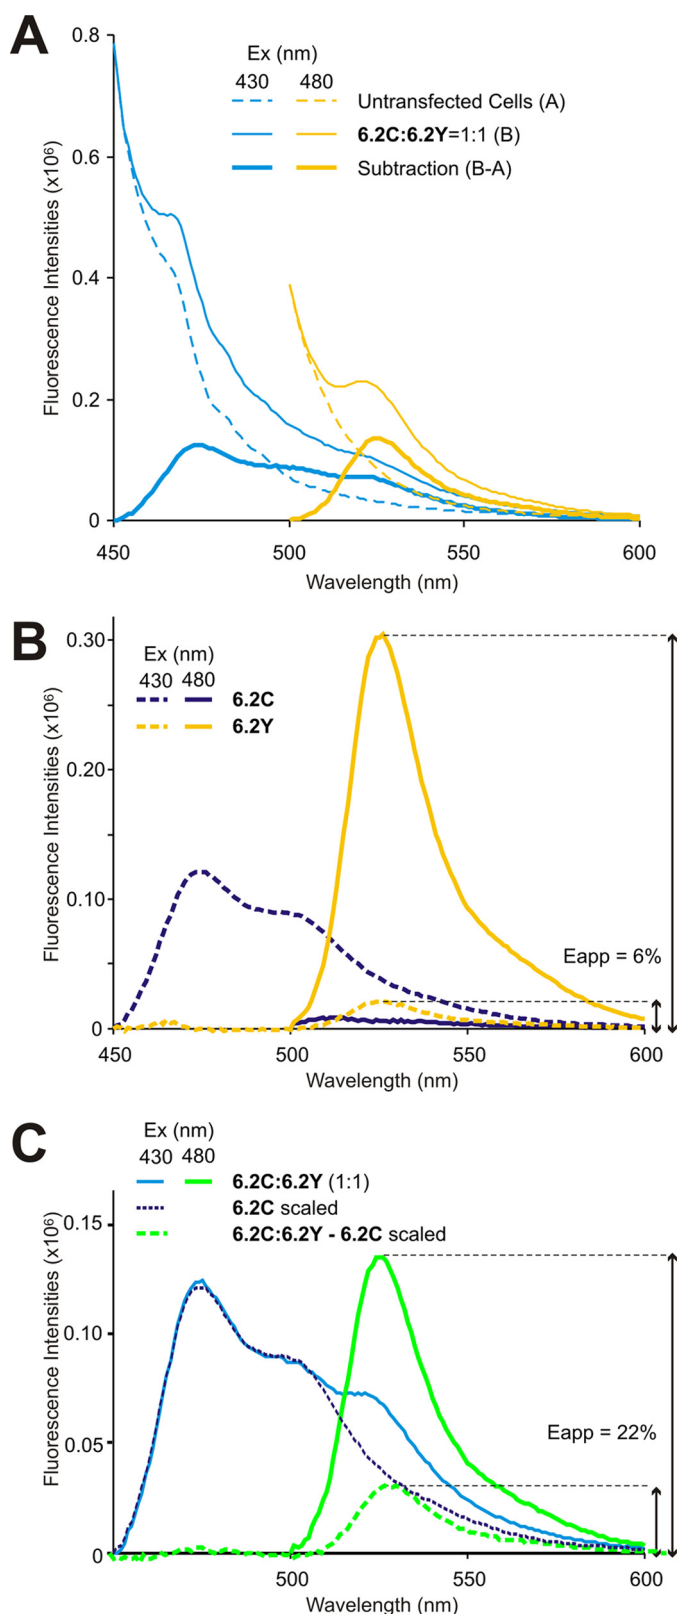 A
0.8
0.6
0.4
0.2
0
Fluorescence Intensities (x10⁶)
Ex (nm)
430 480
Untransfected Cells (A)
6.2C:6.2Y=1:1 (B)
Subtraction (B-A)
450 500 550 600
Wavelength (nm)
B
0.30
0.20
0.10
0
Fluorescence Intensities (x10⁶)
Ex (nm)
430 480
6.2C
6.2Y
Eapp = 6%
450 500 550 600
Wavelength (nm)
C
0.15
0.10
0.05
0
Fluorescence Intensities (x10⁶)
Ex (nm)
430 480
6.2C:6.2Y (1:1)
6.2C scaled
6.2C:6.2Y - 6.2C scaled
Eapp = 22%
450 500 550 600
Wavelength (nm)